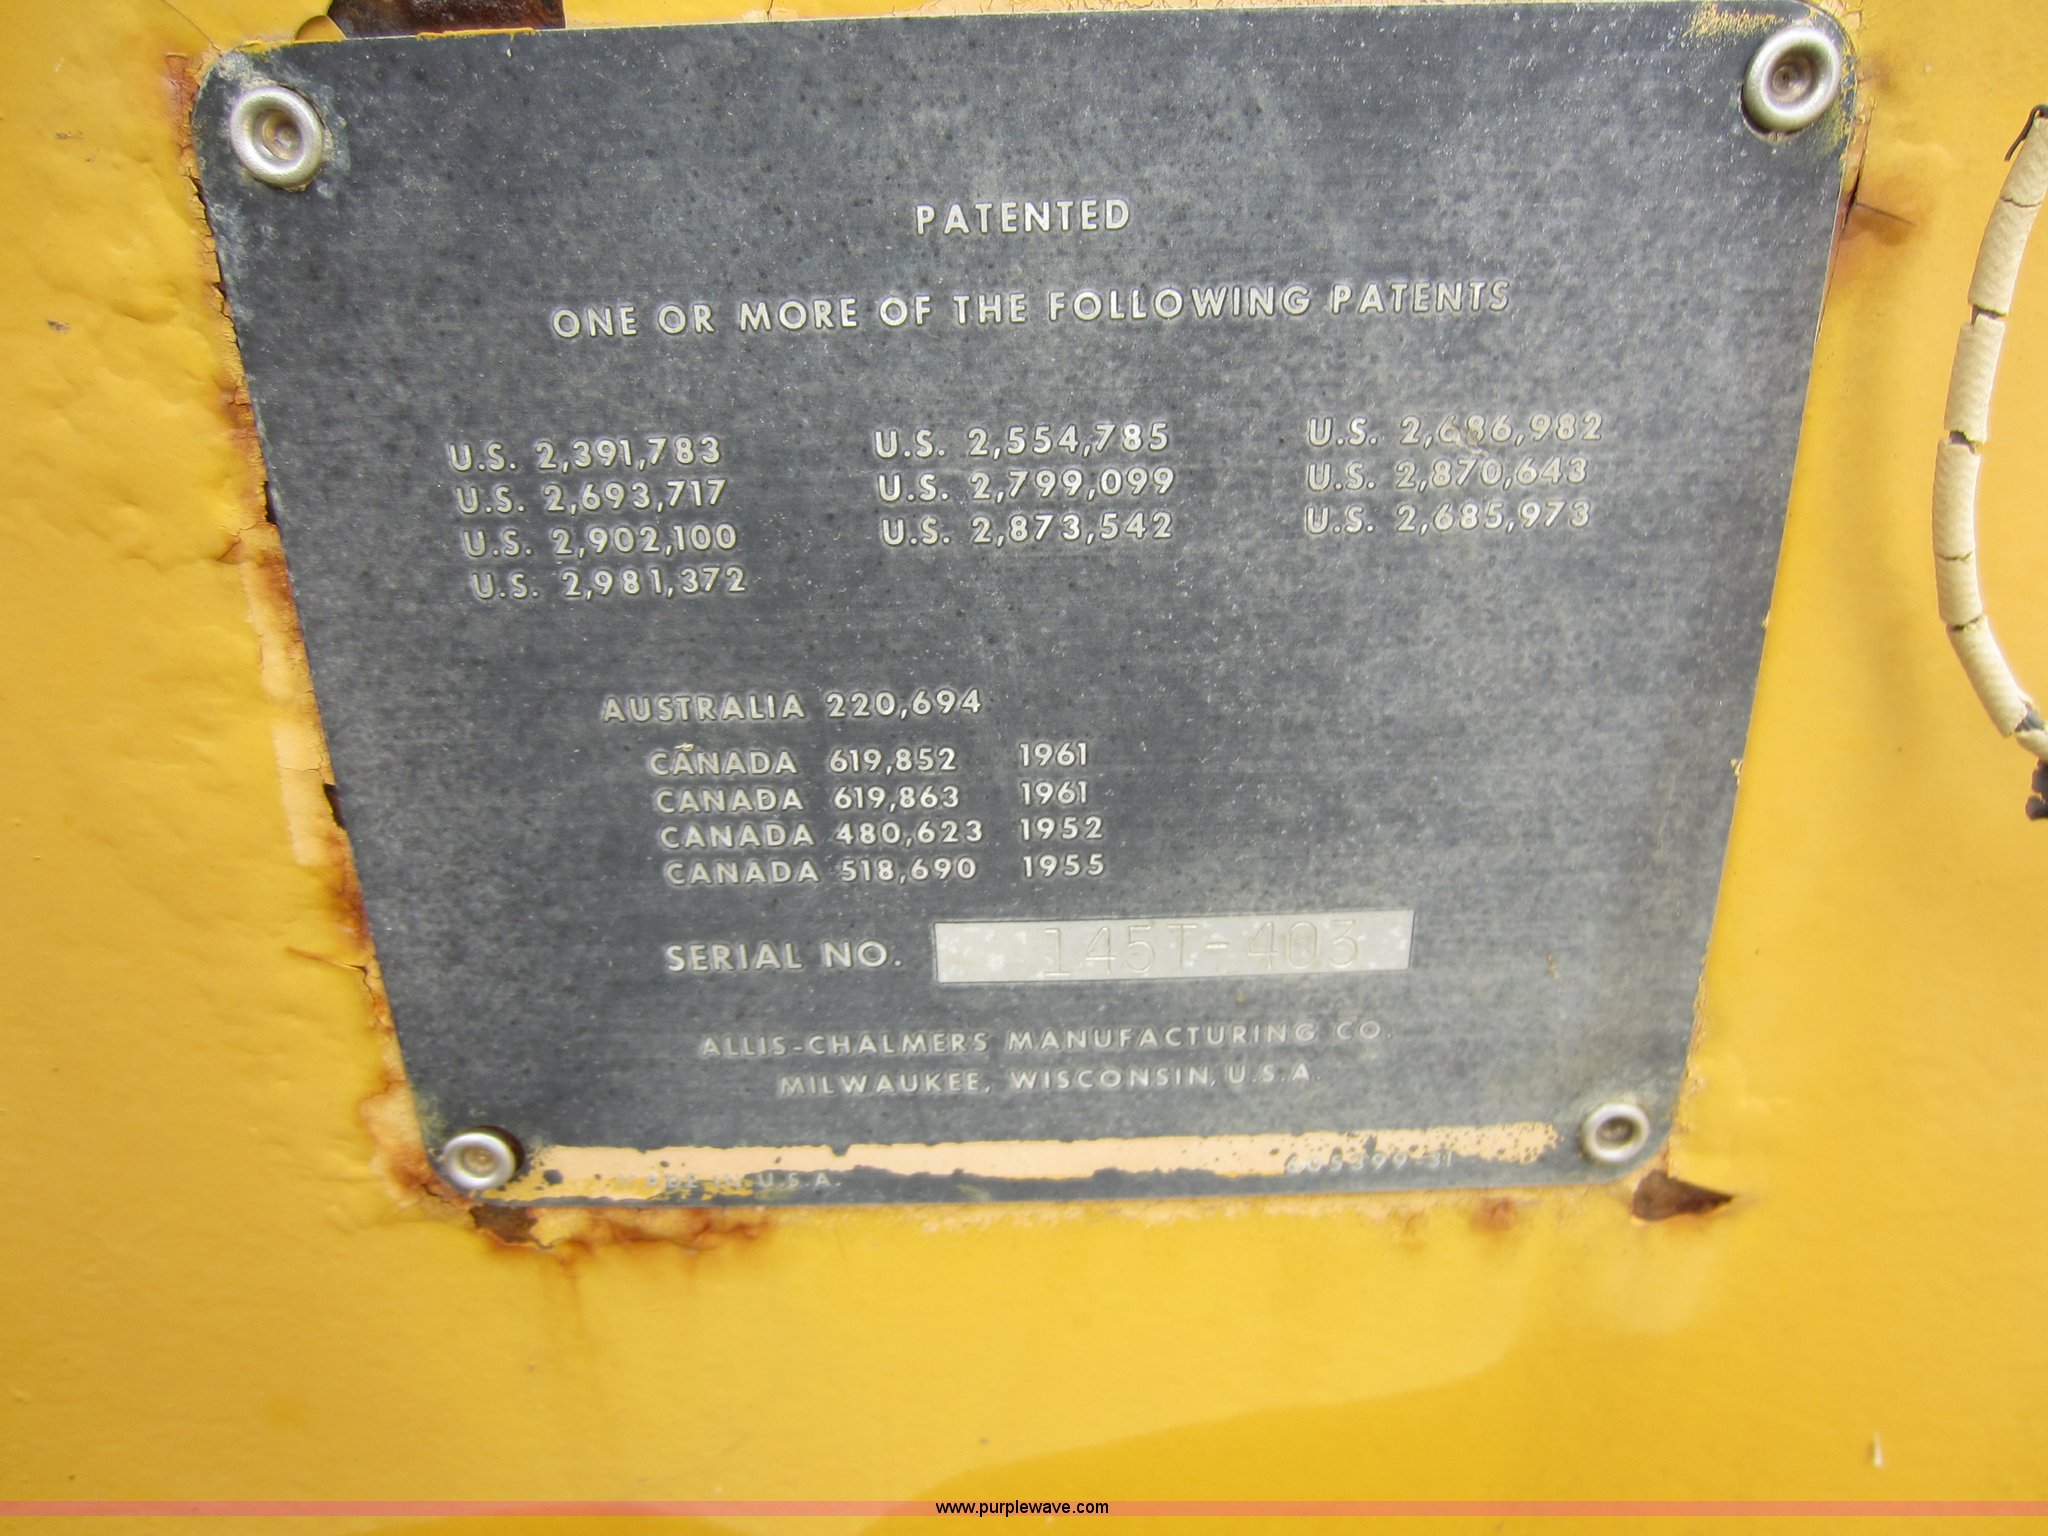 PATENTED
ONE OR MORE OF THE FOLLOWING PATENTS
U.S. 2,391,783 U.S. 2,554,785 U.S. 2,686,982
U.S. 2,693,717 U.S. 2,799,099 U.S. 2,870,643
U.S. 2,902,100 U.S. 2,873,542 U.S. 2,685,973
U.S. 2,981,372
AUSTRALIA 220,694
CANADA 619,852 1961
CANADA 619,863 1961
CANADA 480,623 1952
CANADA 518,690 1955
SERIAL NO. 145T-403
ALLIS-CHALMERS MANUFACTURING CO.
MILWAUKEE, WISCONSIN, U.S.A.
MADE IN U.S.A.
www.purplewave.com